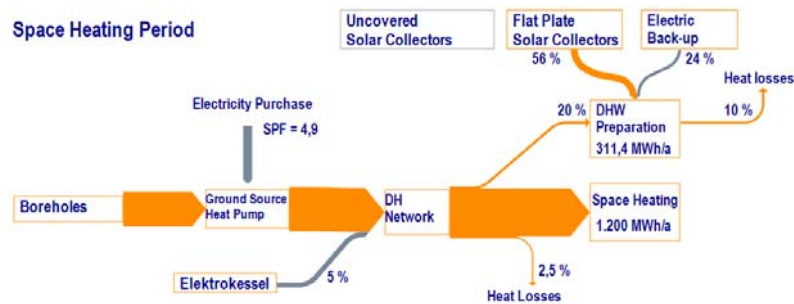 Space Heating Period
Uncovered
Solar Collectors
Flat Plate
Solar Collectors
Electric
Back-up
56 %
24 %
Heat losses
Electricity Purchase
SPF = 4,9
20 %
DHW
Preparation
311,4 MWh/a
10 %
Boreholes
Ground Source
Heat Pump
DH
Network
Space Heating
1.200 MWh/a
Elektrokessel
5 %
2,5 %
Heat Losses